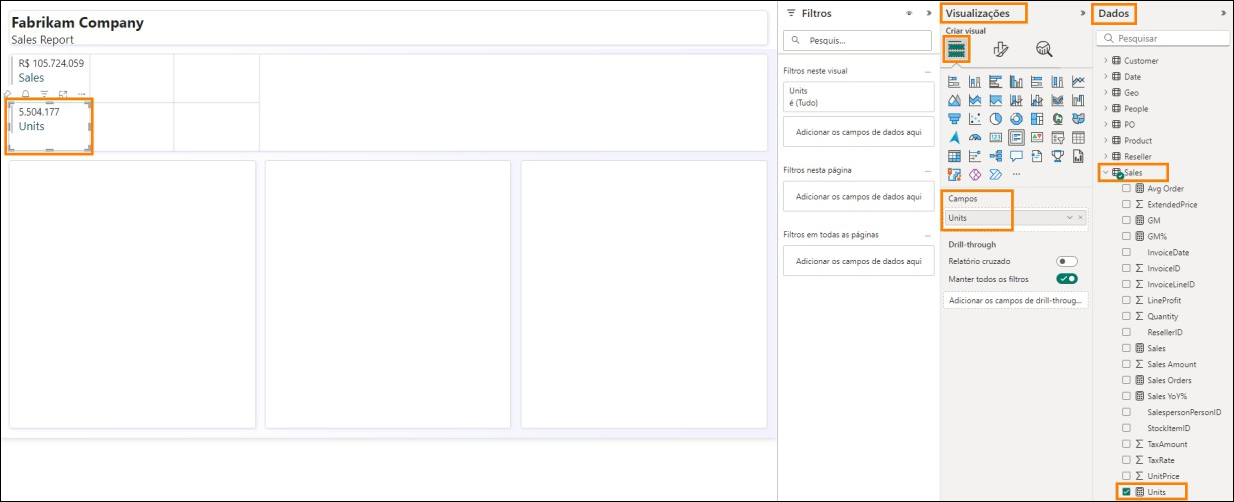 Fabrikam Company
Sales Report
R$ 105.724.059
Sales
5.504.177
Units
Filtros
Pesquis...
Filtros neste visual
Units
é (Tudo)
Adicionar os campos de dados aqui
Filtros nesta página
Adicionar os campos de dados aqui
Filtros em todas as páginas
Adicionar os campos de dados aqui
Visualizações
Criar visual
123
Campos
Units
Drill-through
Relatório cruzado
Manter todos os filtros
Adicionar os campos de drill-throug...
Dados
Pesquisar
Customer
Date
Geo
People
PO
Product
Reseller
Sales
Avg Order
ExtendedPrice
GM
GM%
InvoiceDate
InvoiceID
InvoiceLineID
LineProfit
Quantity
ResellerID
Sales
Sales Amount
Sales Orders
Sales YoY%
SalespersonPersonID
StockItemID
TaxAmount
TaxRate
UnitPrice
Units